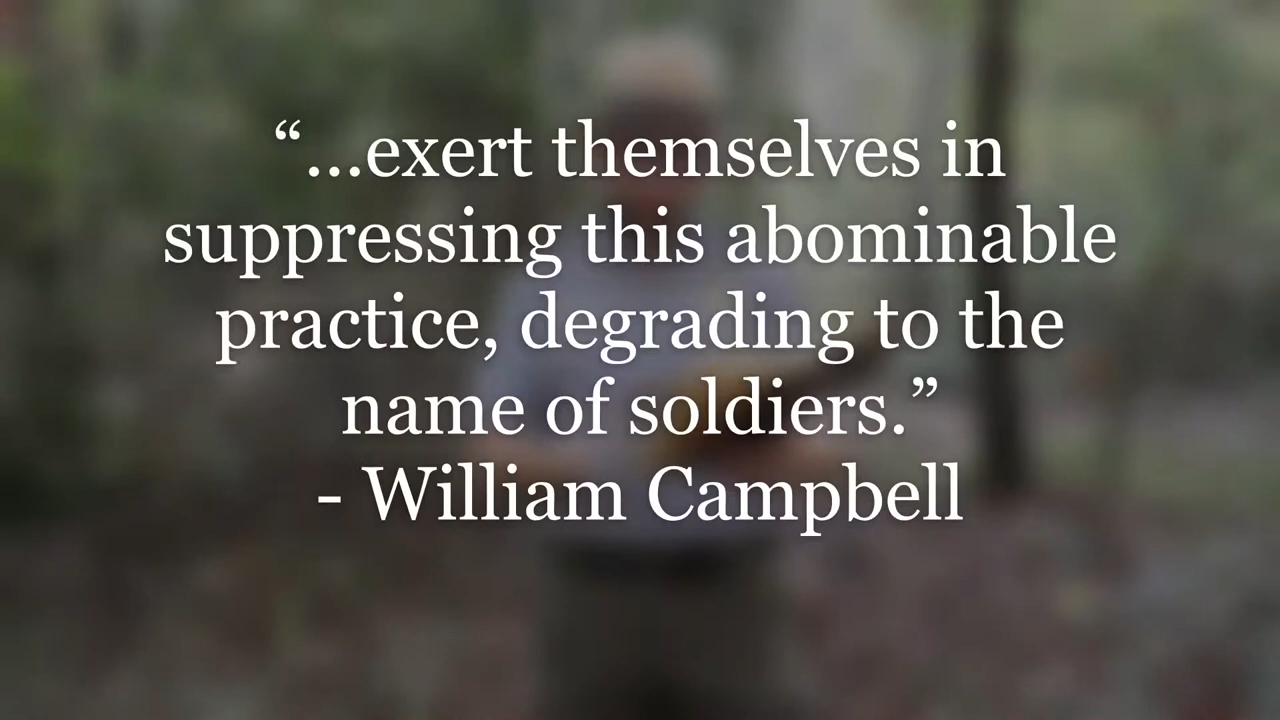 “...exert themselves in
suppressing this abominable
practice, degrading to the
name of soldiers.”
- William Campbell